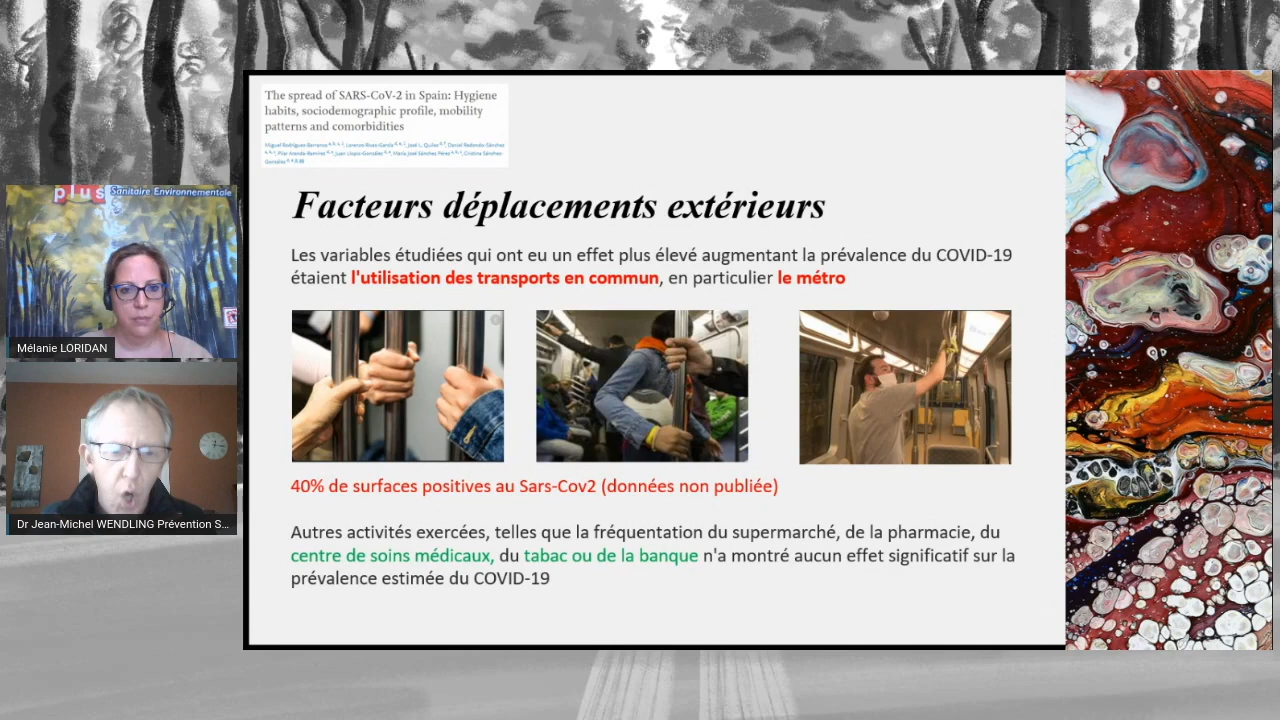 The spread of SARS-CoV-2 in Spain: Hygiene
habits, sociodemographic profile, mobility
patterns and comorbidities
Facteurs déplacements extérieurs
Les variables étudiées qui ont eu un effet plus élevé augmentant la prévalence du COVID-19
étaient l'utilisation des transports en commun, en particulier le métro
40% de surfaces positives au Sars-Cov2 (données non publiée)
Autres activités exercées, telles que la fréquentation du supermarché, de la pharmacie, du
centre de soins médicaux, du tabac ou de la banque n'a montré aucun effet significatif sur la
prévalence estimée du COVID-19
plus Sanitaire Environnementale
Mélanie LORIDAN
Dr Jean-Michel WENDLING Prévention S...